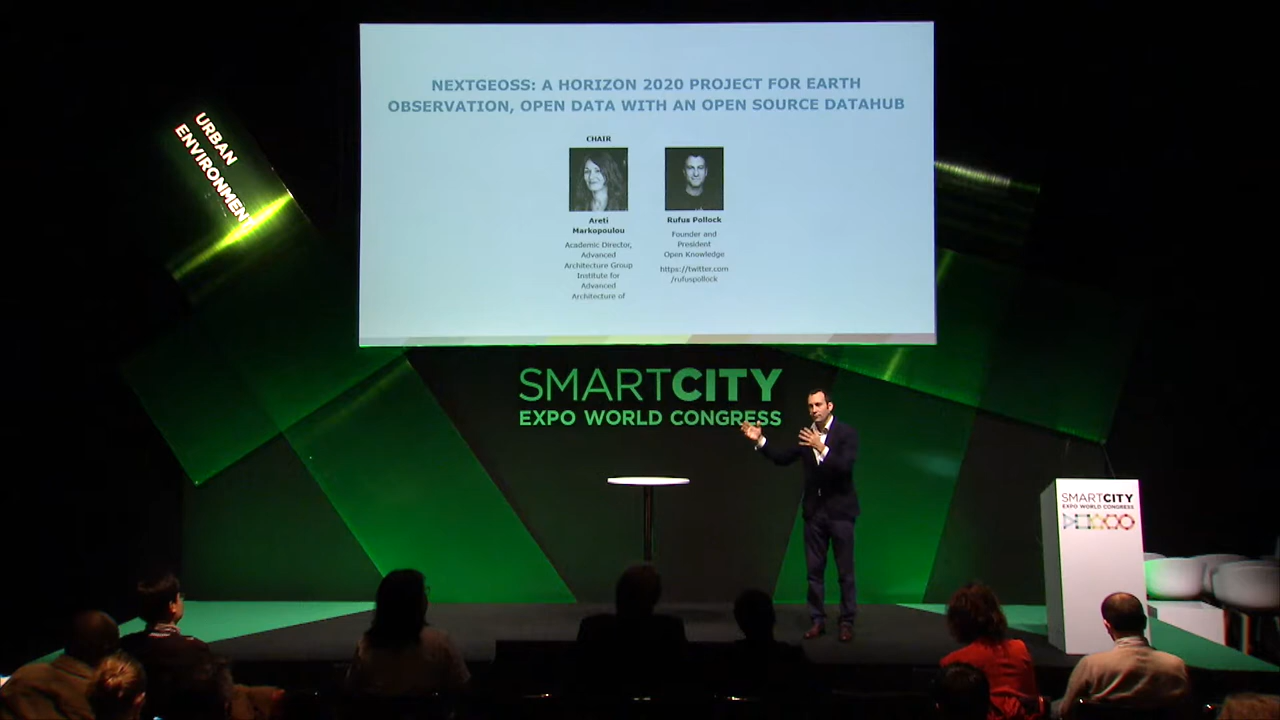 NEXTGEOSS: A HORIZON 2020 PROJECT FOR EARTH
OBSERVATION, OPEN DATA WITH AN OPEN SOURCE DATAHUB
CHAIR
Areti
Markopoulou
Academic Director,
Advanced
Architecture Group
Institute for
Advanced
Architecture of
Rufus Pollock
Founder and
President
Open Knowledge
https://twitter.com
/rufuspollock
URBAN
ENVIRONMENT
SMARTCITY
EXPO WORLD CONGRESS
SMARTCITY
EXPO WORLD CONGRESS